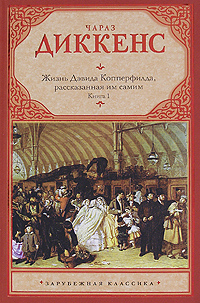 ЧАРЛЗ
ДИККЕНС
Жизнь Дэвида Копперфилда,
рассказанная им самим
Книга 1
ЗАРУБЕЖНАЯ КЛАССИКА